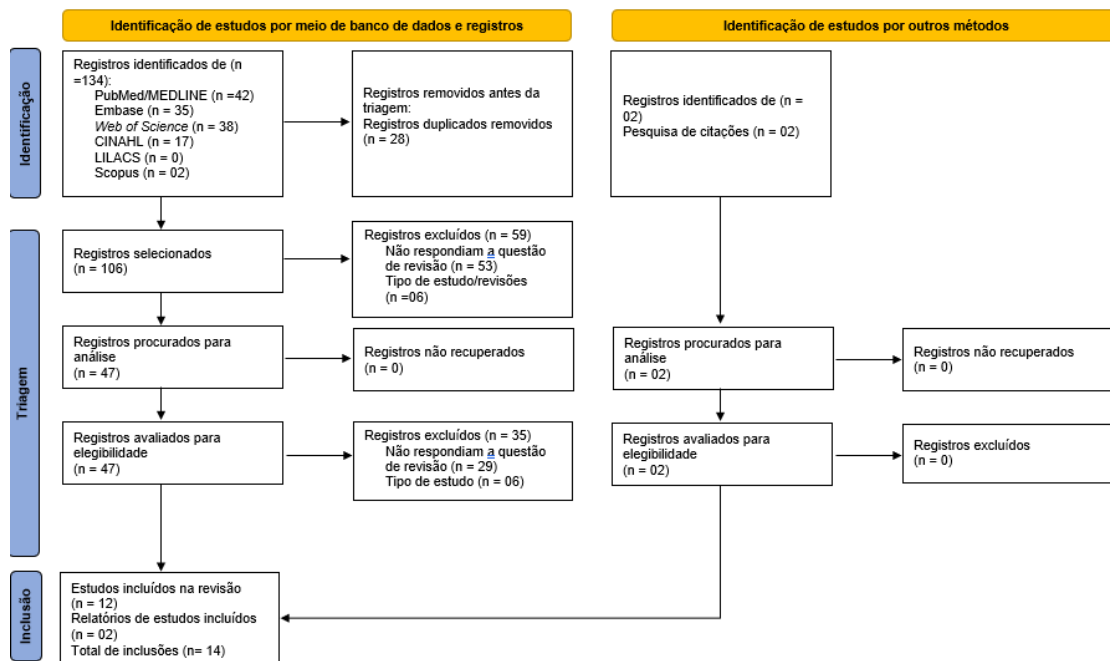 Identificação de estudos por meio de banco de dados e registros
Identificação de estudos por outros métodos
Identificação
Registros identificados de (n
=134):
PubMed/MEDLINE (n =42)
Embase (n = 35)
Web of Science (n = 38)
CINAHL (n = 17)
LILACS (n = 0)
Scopus (n = 02)
Registros removidos antes da
triagem:
Registros duplicados removidos
(n = 28)
Registros identificados de (n =
02)
Pesquisa de citações (n = 02)
Triagem
Registros selecionados
(n = 106)
Registros excluídos (n = 59)
Não respondiam a questão
de revisão (n = 53)
Tipo de estudo/revisões
(n =06)
Registros procurados para
análise
(n = 47)
Registros não recuperados
(n = 0)
Registros procurados para
análise
(n = 02)
Registros não recuperados
(n = 0)
Registros avaliados para
elegibilidade
(n = 47)
Registros excluídos (n = 35)
Não respondiam a questão
de revisão (n = 29)
Tipo de estudo (n = 06)
Registros avaliados para
elegibilidade
(n = 02)
Registros excluídos
(n = 0)
Inclusão
Estudos incluídos na revisão
(n = 12)
Relatórios de estudos incluídos
(n = 02)
Total de inclusões (n= 14)